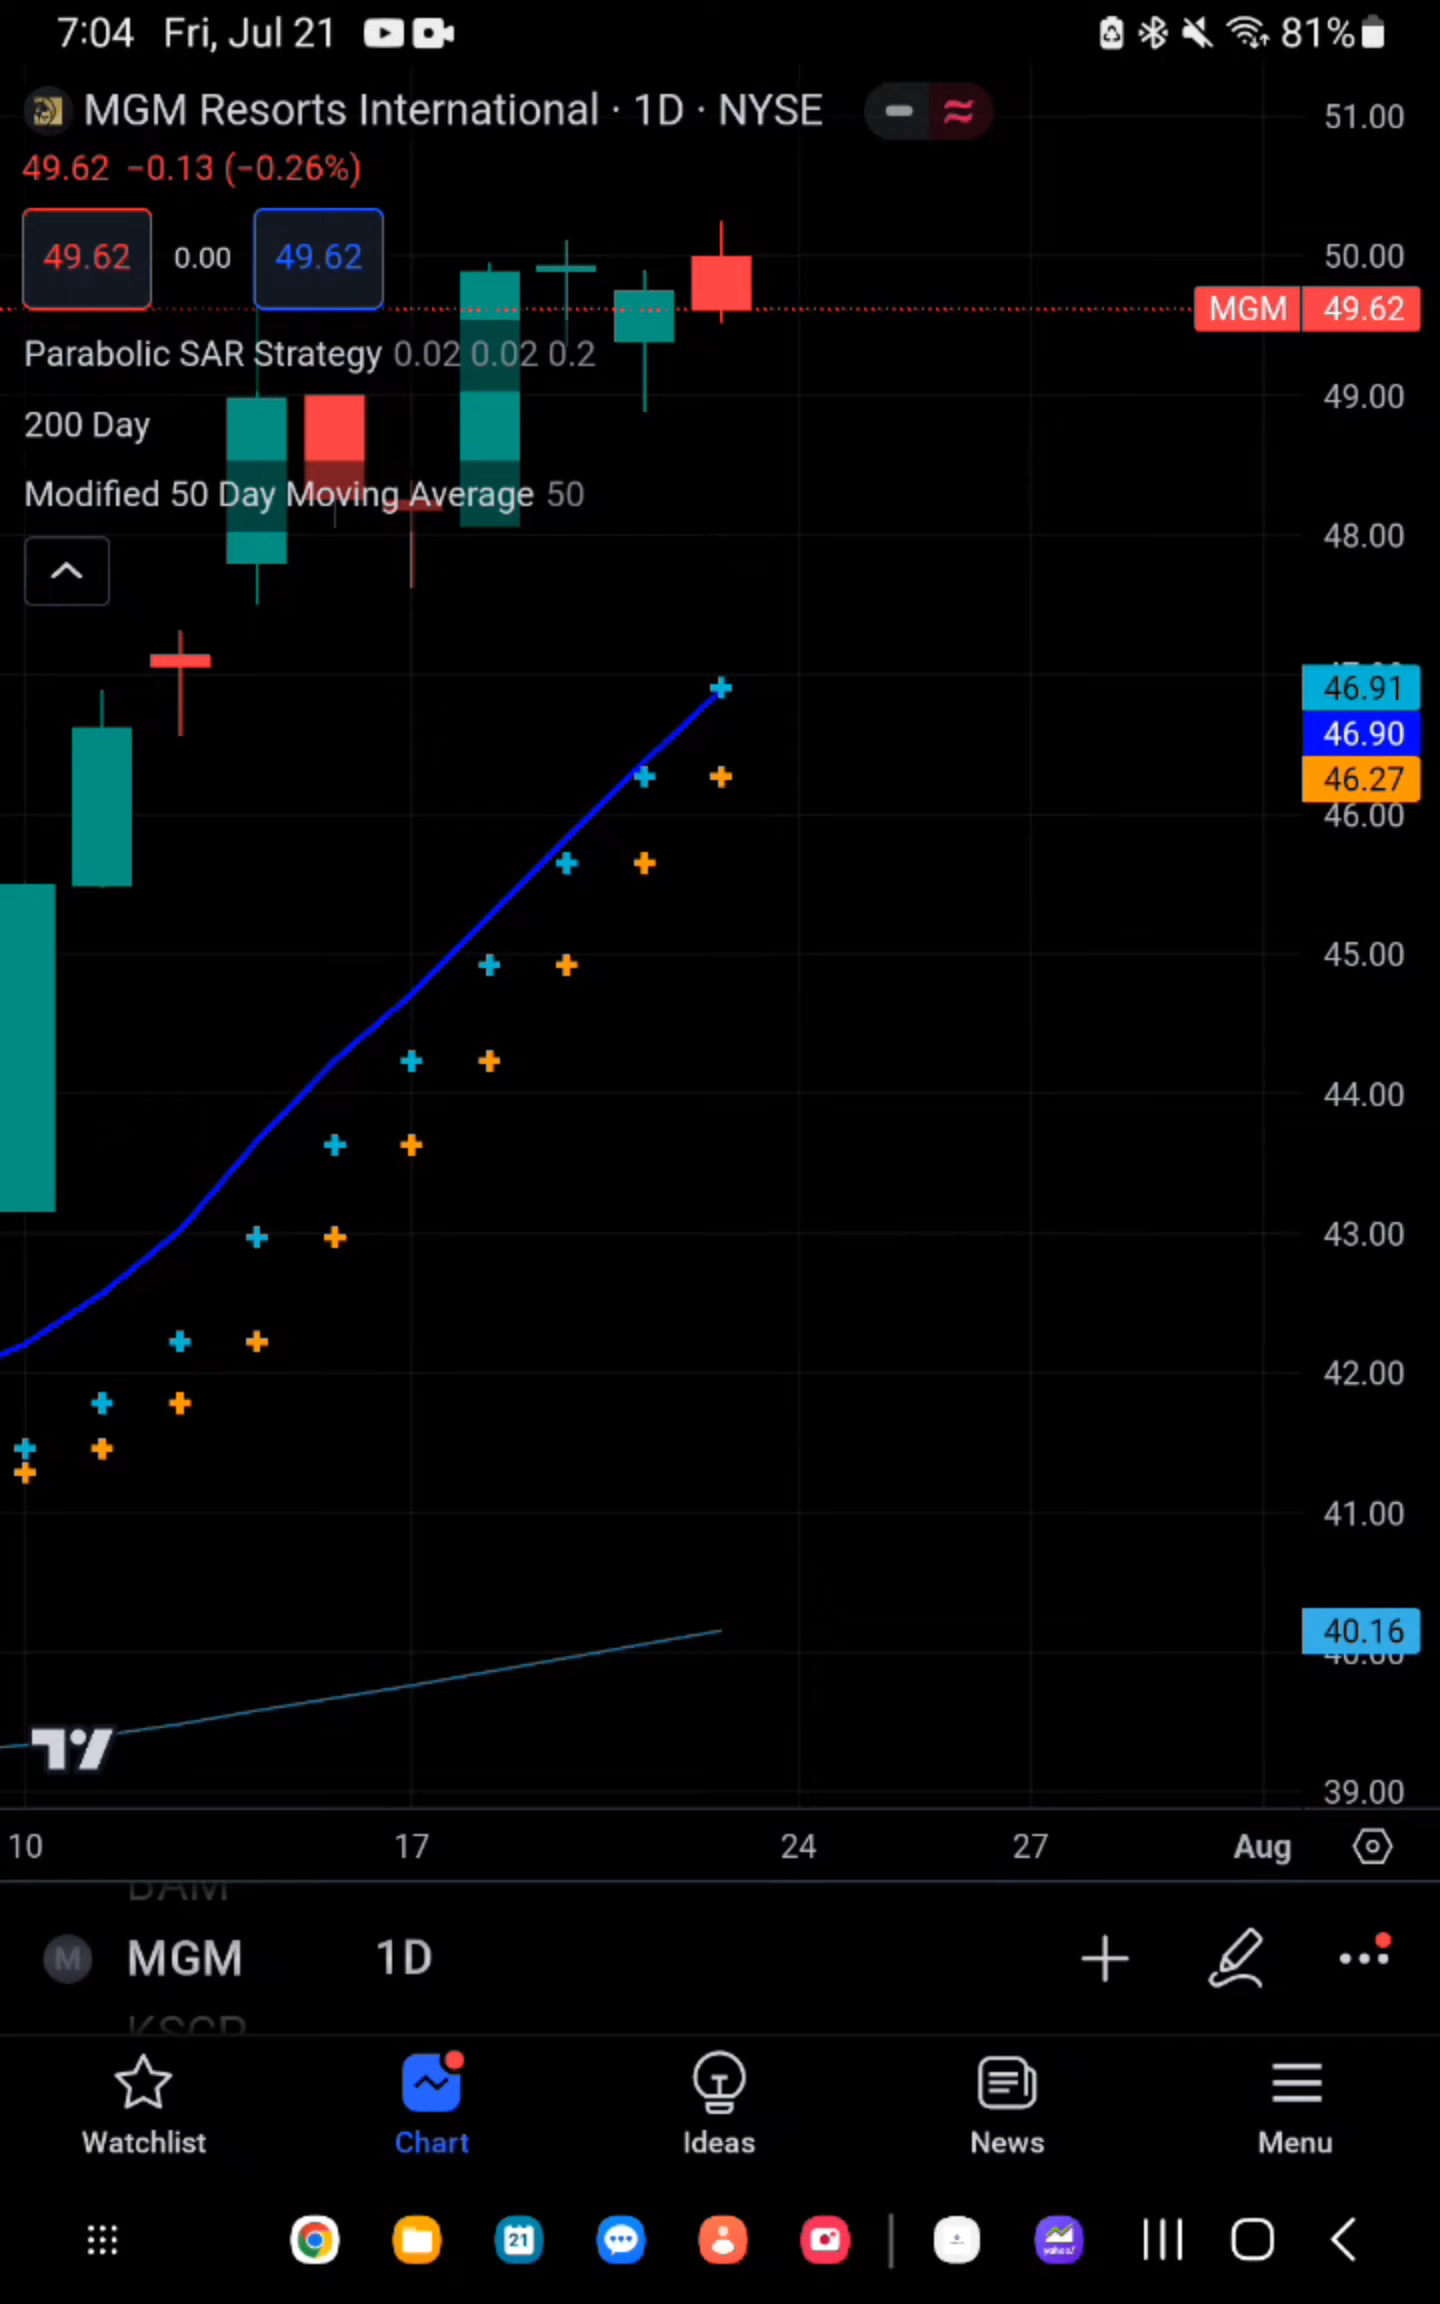 7:04 Fri, Jul 21 81%
MGM Resorts International · 1D · NYSE
51.00
49.62 −0.13 (−0.26%)
49.62 0.00 49.62
50.00
MGM 49.62
Parabolic SAR Strategy 0.02 0.02 0.2
49.00
200 Day
Modified 50 Day Moving Average 50
48.00
46.91
46.90
46.27
46.00
45.00
44.00
43.00
42.00
41.00
40.16
39.00
10 17 24 27 Aug
BAM
M MGM 1D
Watchlist Chart Ideas News Menu
21 yahoo!